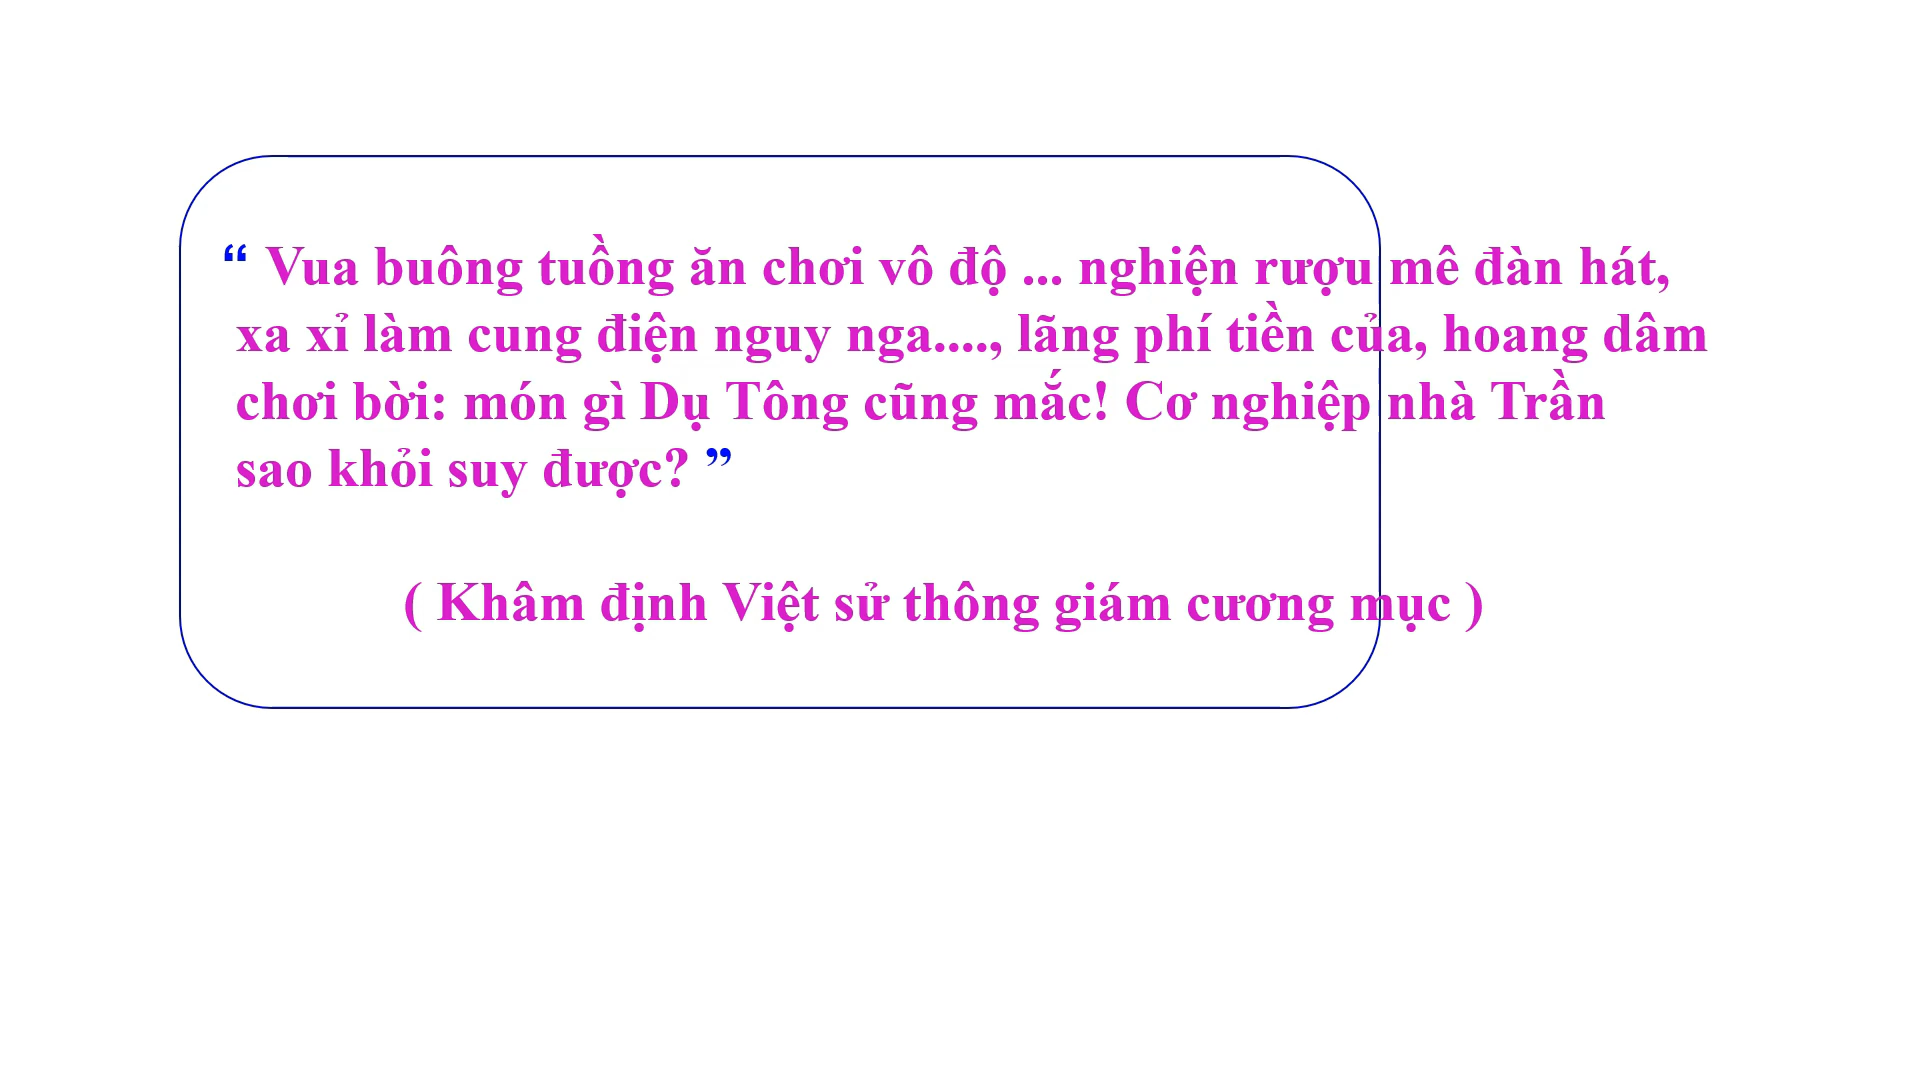 “ Vua buông tuồng ăn chơi vô độ ... nghiện rượu mê đàn hát,
xa xỉ làm cung điện nguy nga...., lãng phí tiền của, hoang dâm
chơi bời: món gì Dụ Tông cũng mắc! Cơ nghiệp nhà Trần
sao khỏi suy được? ”
( Khâm định Việt sử thông giám cương mục )